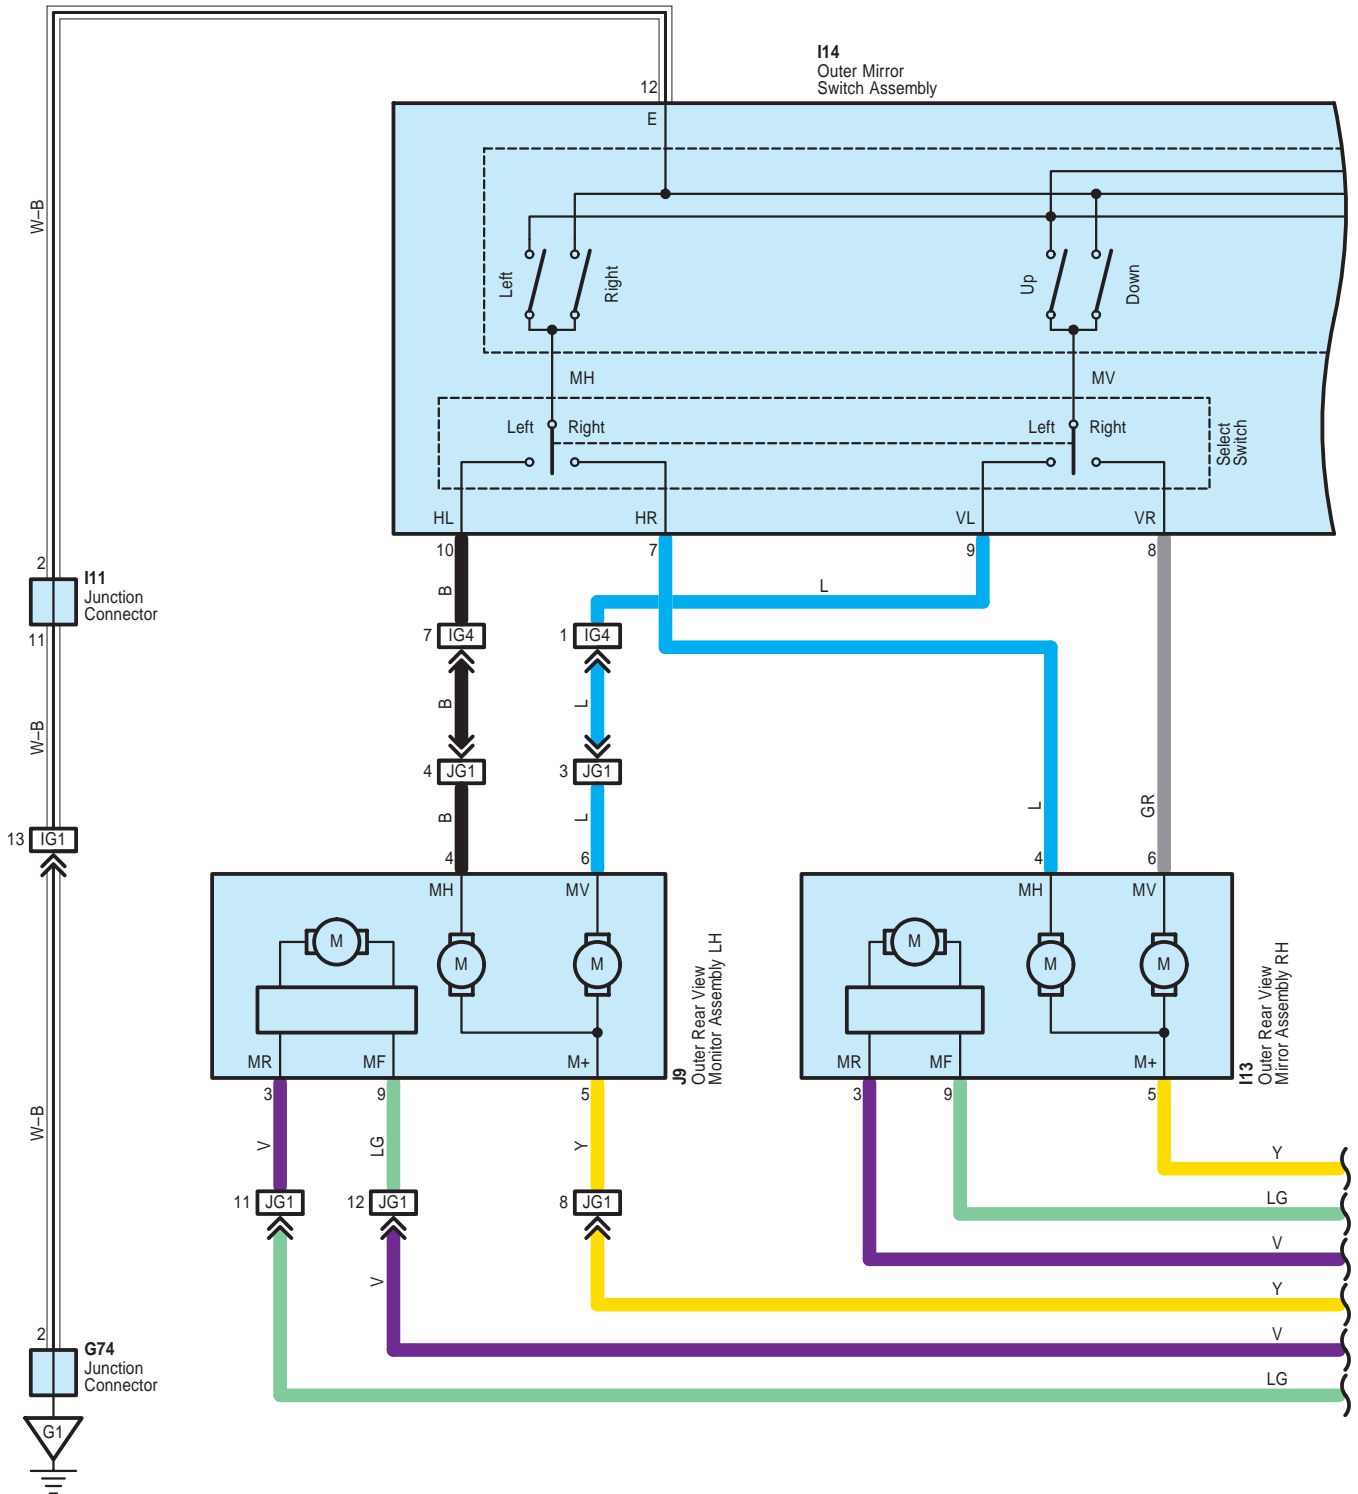 I14
Outer Mirror
Switch Assembly
12
E
W–B
Left
Right
Up
Down
MH
MV
Left
Right
Left
Right
Select
Switch
HL
HR
VL
VR
10
7
9
8
2
I11
Junction
Connector
11
B
L
7
IG4
1
IG4
W–B
B
L
4
JG1
3
JG1
L
GR
13
IG1
B
L
4
6
4
6
MH
MV
MH
MV
M
M
M
M
M
M
Outer Rear View
Monitor Assembly LH
J9
Outer Rear View
Mirror Assembly RH
I13
MR
MF
M+
MR
MF
M+
3
9
5
3
9
5
W–B
V
LG
Y
Y
11
JG1
12
JG1
8
JG1
LG
V
V
Y
2
G74
Junction
Connector
V
LG
G1